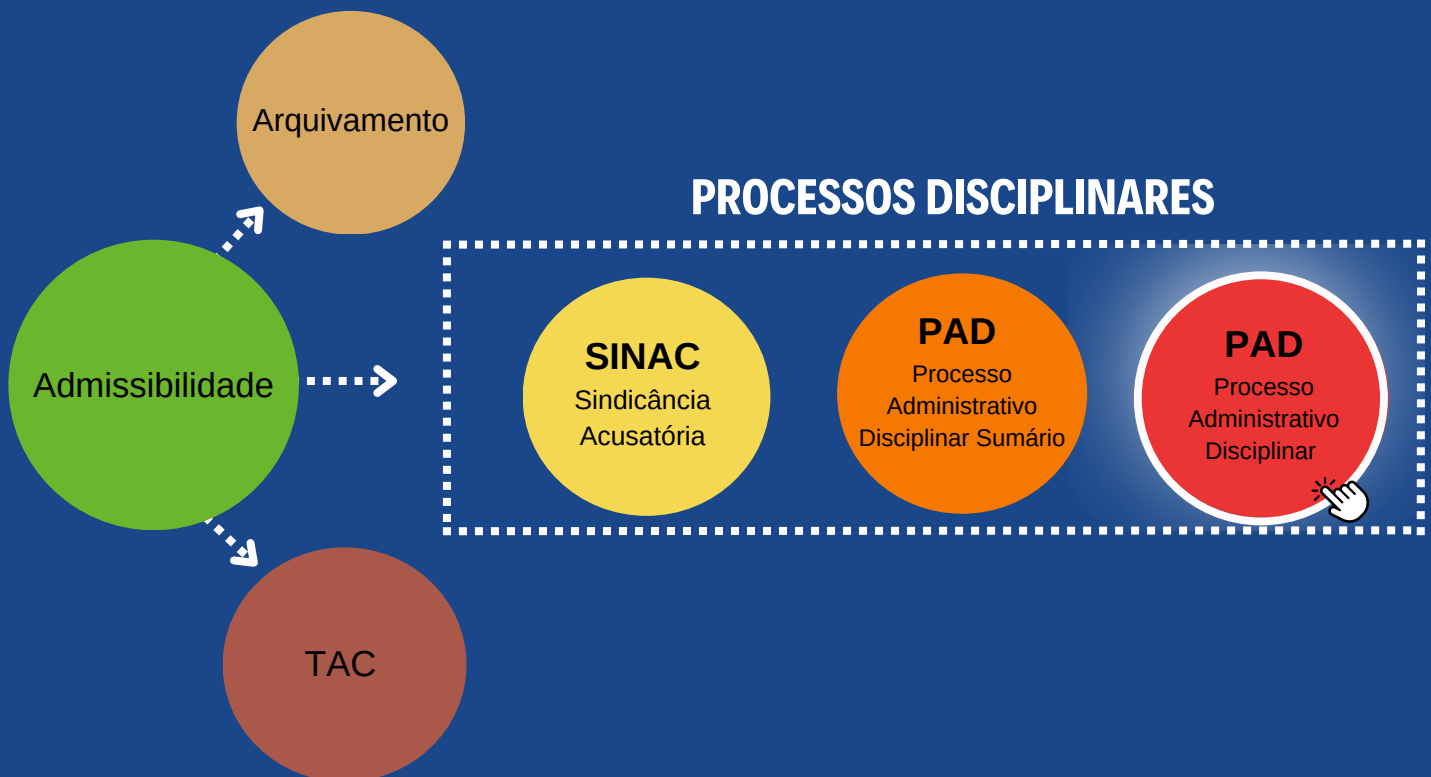 Arquivamento
PROCESSOS DISCIPLINARES
Admissibilidade
SINAC
Sindicância
Acusatória
PAD
Processo
Administrativo
Disciplinar Sumário
PAD
Processo
Administrativo
Disciplinar
TAC